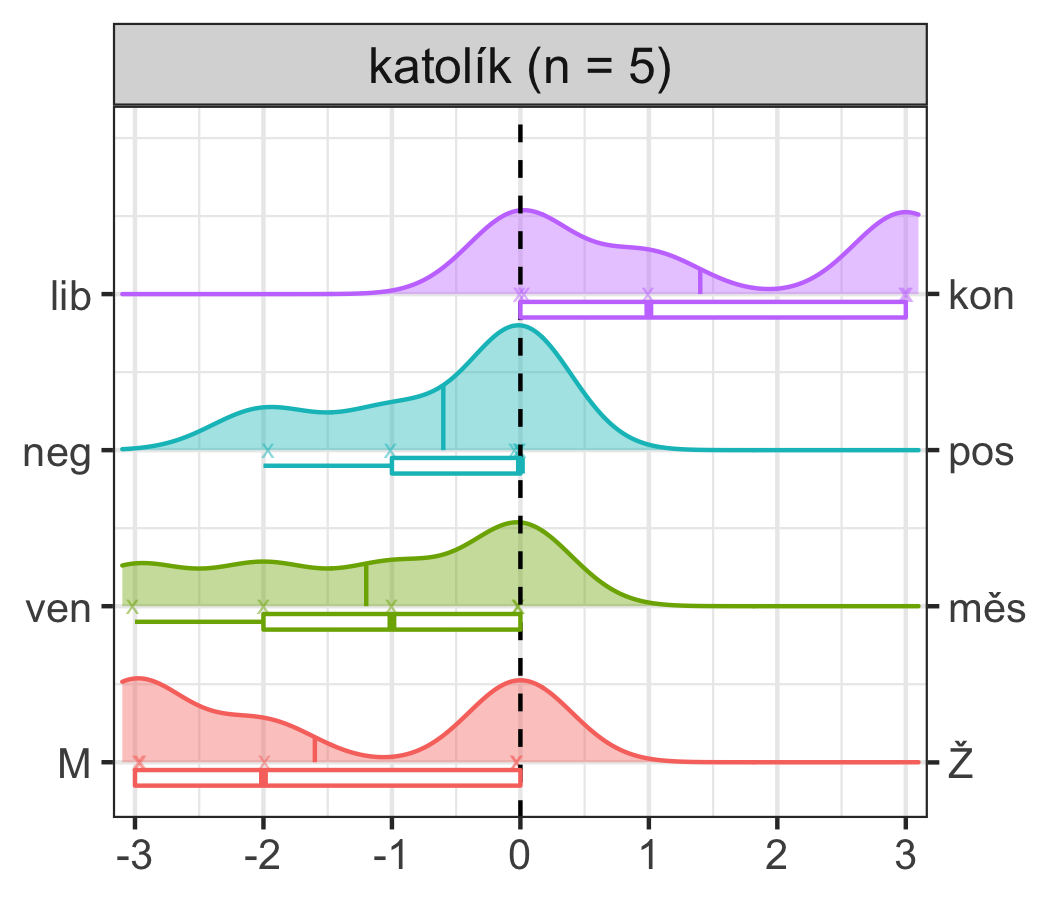 katolík (n = 5)
lib kon
neg pos
ven měs
M Ž
-3 -2 -1 0 1 2 3